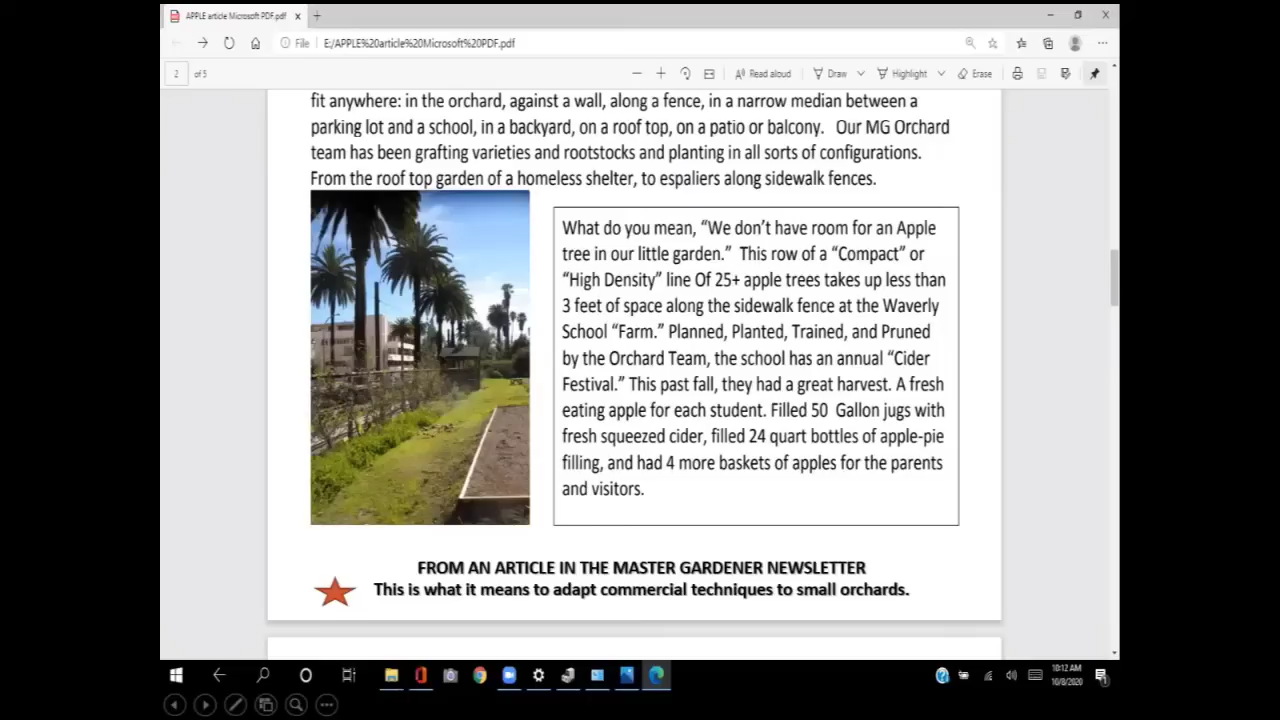 APPLE article Microsoft PDF.pdf
File
E:/APPLE%20article%20Microsoft%20PDF.pdf
2 of 5
Read aloud
Draw
Highlight
Erase
fit anywhere: in the orchard, against a wall, along a fence, in a narrow median between a
parking lot and a school, in a backyard, on a roof top, on a patio or balcony. Our MG Orchard
team has been grafting varieties and rootstocks and planting in all sorts of configurations.
From the roof top garden of a homeless shelter, to espaliers along sidewalk fences.
What do you mean, “We don’t have room for an Apple
tree in our little garden.” This row of a “Compact” or
“High Density” line Of 25+ apple trees takes up less than
3 feet of space along the sidewalk fence at the Waverly
School “Farm.” Planned, Planted, Trained, and Pruned
by the Orchard Team, the school has an annual “Cider
Festival.” This past fall, they had a great harvest. A fresh
eating apple for each student. Filled 50 Gallon jugs with
fresh squeezed cider, filled 24 quart bottles of apple-pie
filling, and had 4 more baskets of apples for the parents
and visitors.
FROM AN ARTICLE IN THE MASTER GARDENER NEWSLETTER
This is what it means to adapt commercial techniques to small orchards.
10:12 AM
10/8/2020